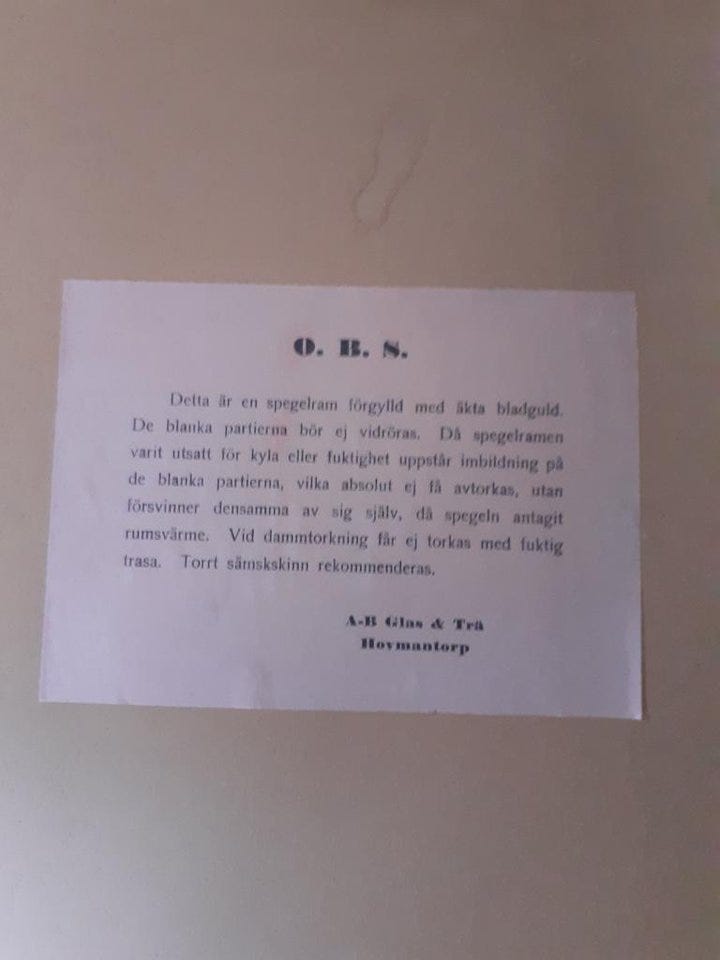 O. B. S.
Detta är en spegelram förgylld med äkta bladguld.
De blanka partierna bör ej vidröras. Då spegelramen
varit utsatt för kyla eller fuktighet uppstår imbildning på
de blanka partierna, vilka absolut ej få avtorkas, utan
försvinner densamma av sig själv, då spegeln antagit
rumsvärme. Vid dammtorkning får ej torkas med fuktig
trasa. Torrt sämskskinn rekommenderas.
A-B Glas & Trä
Hovmantorp